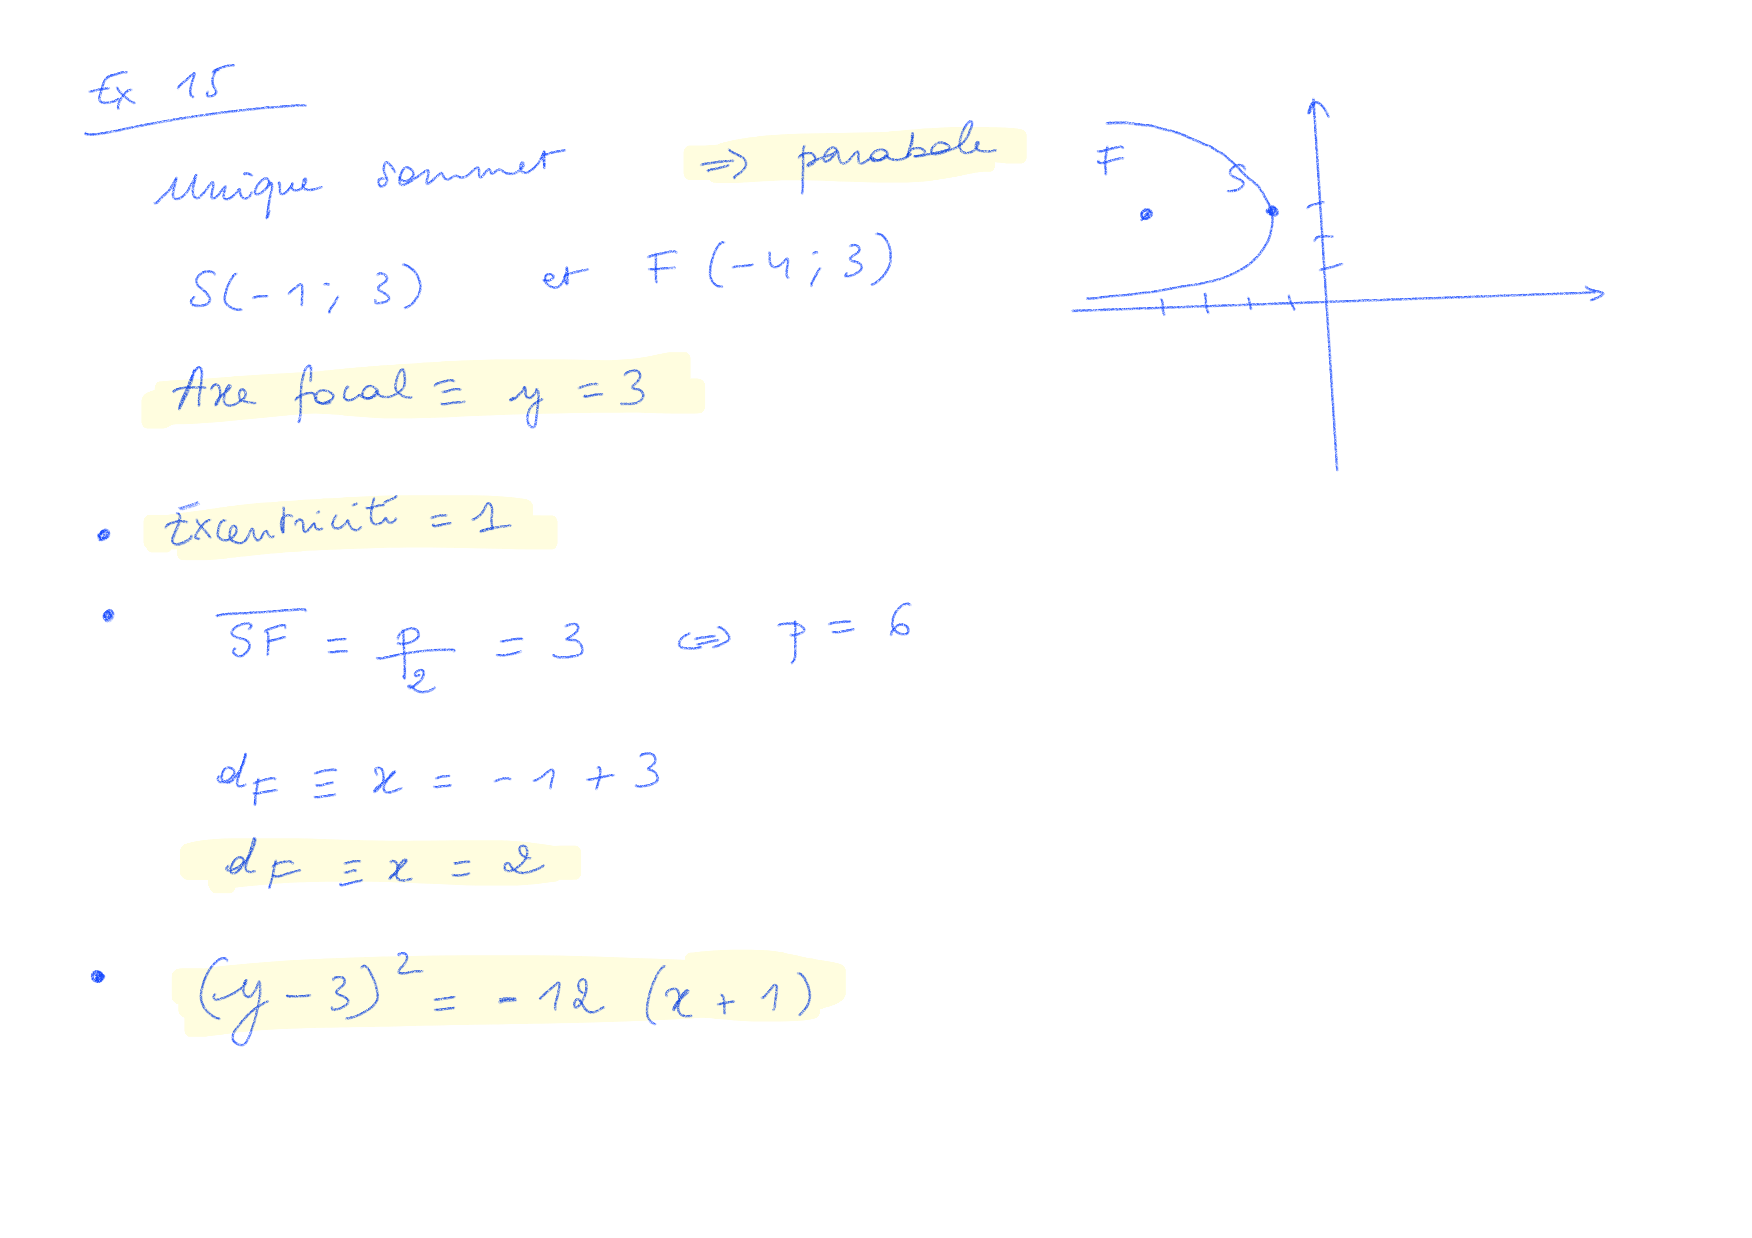 Ex 15
Unique sommet ⇒ parabole
S(-1; 3) et F (-4; 3)
Axe focal ≡ y = 3
• Excentricité = 1
• \overline{SF} = p/2 = 3 ⇔ p = 6
d_F ≡ x = -1 + 3
d_F ≡ x = 2
• (y - 3)² = -12 (x + 1)
F
S